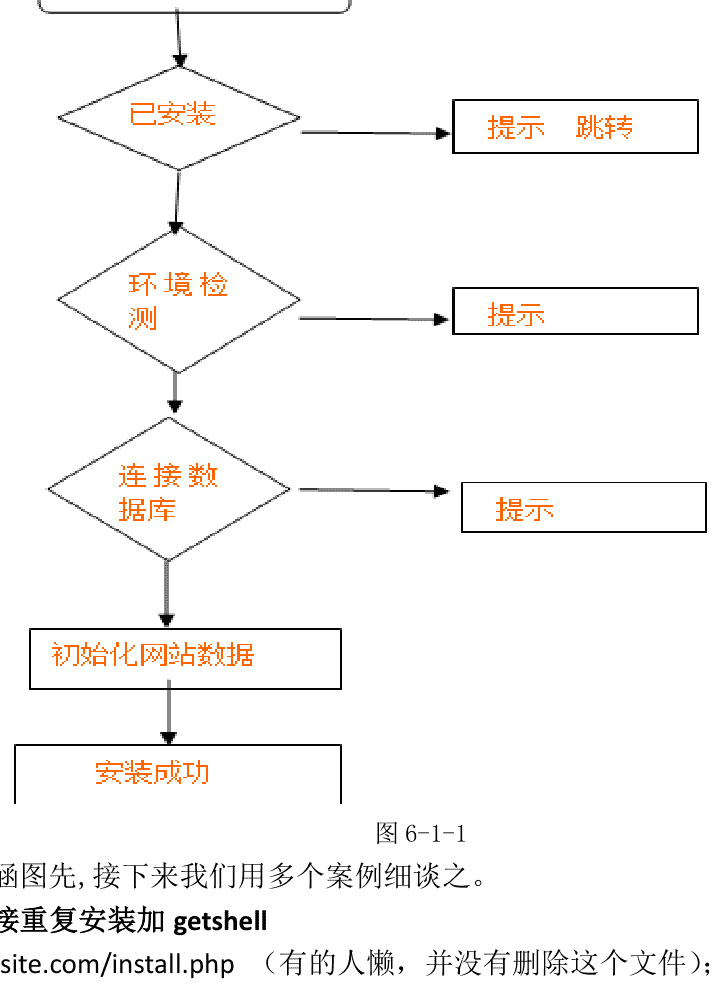 已安装
提示 跳转
环境检
测
提示
连接数
据库
提示
初始化网站数据
安装成功
图 6-1-1
涵图先,接下来我们用多个案例细谈之。
接重复安装加 getshell
site.com/install.php （有的人懒，并没有删除这个文件）;